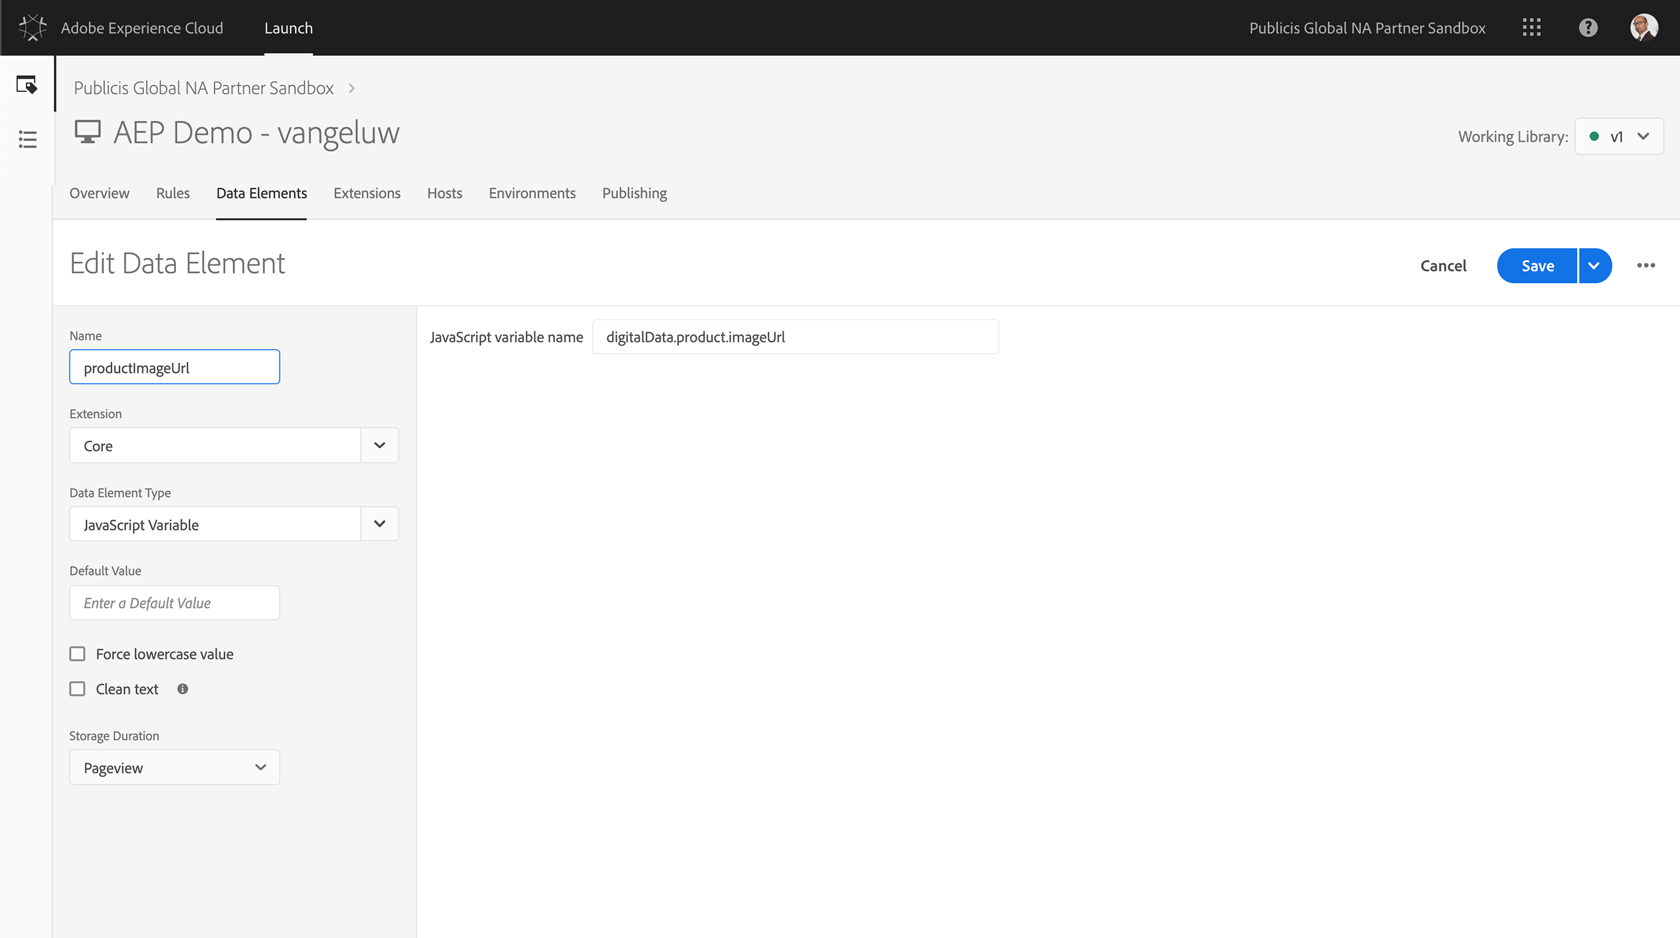 Adobe Experience Cloud
Launch
Publicis Global NA Partner Sandbox
Publicis Global NA Partner Sandbox
AEP Demo - vangeluw
Working Library:
v1
Overview
Rules
Data Elements
Extensions
Hosts
Environments
Publishing
Edit Data Element
Cancel
Save
Name
productImageUrl
JavaScript variable name
digitalData.product.imageUrl
Extension
Core
Data Element Type
JavaScript Variable
Default Value
Enter a Default Value
Force lowercase value
Clean text
Storage Duration
Pageview